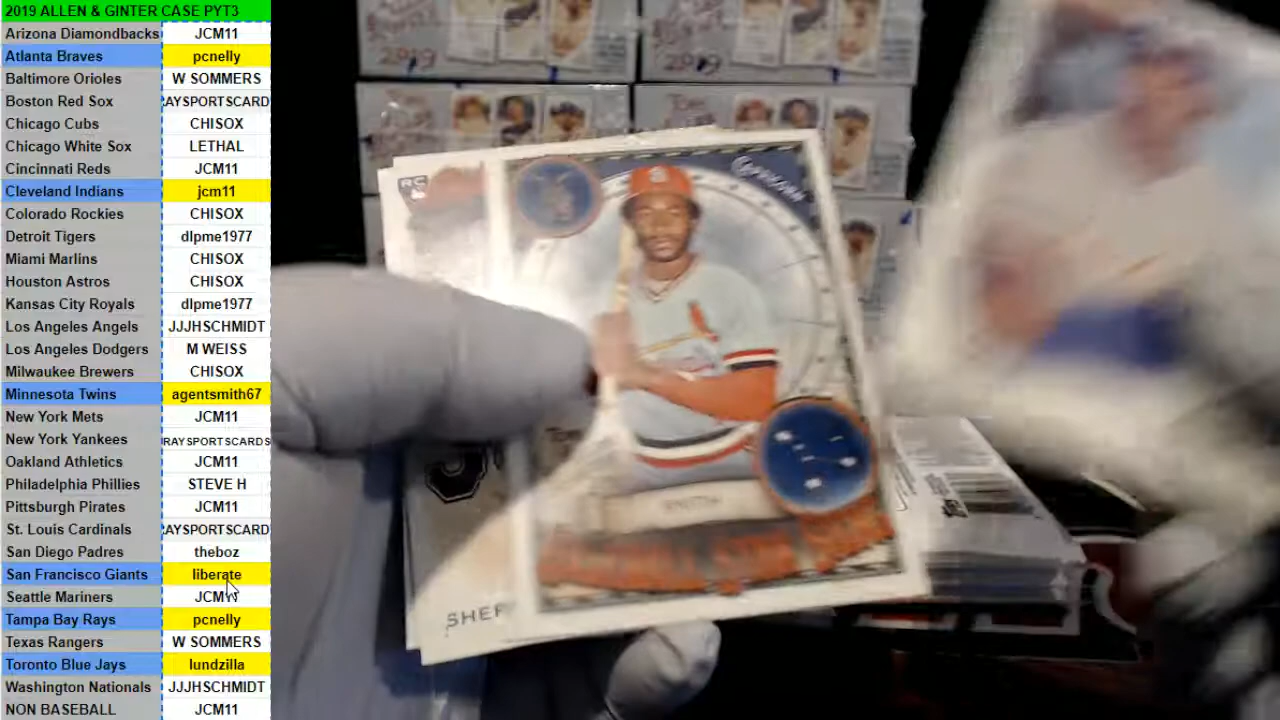 2019 ALLEN & GINTER CASE PYT3
Arizona Diamondbacks JCM11
Atlanta Braves pcnelly
Baltimore Orioles W SOMMERS
Boston Red Sox AYSPORTSCARD
Chicago Cubs CHISOX
Chicago White Sox LETHAL
Cincinnati Reds JCM11
Cleveland Indians jcm11
Colorado Rockies CHISOX
Detroit Tigers dlpme1977
Miami Marlins CHISOX
Houston Astros CHISOX
Kansas City Royals dlpme1977
Los Angeles Angels JJJHSCHMIDT
Los Angeles Dodgers M WEISS
Milwaukee Brewers CHISOX
Minnesota Twins agentsmith67
New York Mets JCM11
New York Yankees RAYSPORTSCARDS
Oakland Athletics JCM11
Philadelphia Phillies STEVE H
Pittsburgh Pirates JCM11
St. Louis Cardinals AYSPORTSCARD
San Diego Padres theboz
San Francisco Giants liberate
Seattle Mariners JCM11
Tampa Bay Rays pcnelly
Texas Rangers W SOMMERS
Toronto Blue Jays lundzilla
Washington Nationals JJJHSCHMIDT
NON BASEBALL JCM11
2019
2019
RC
SHEF